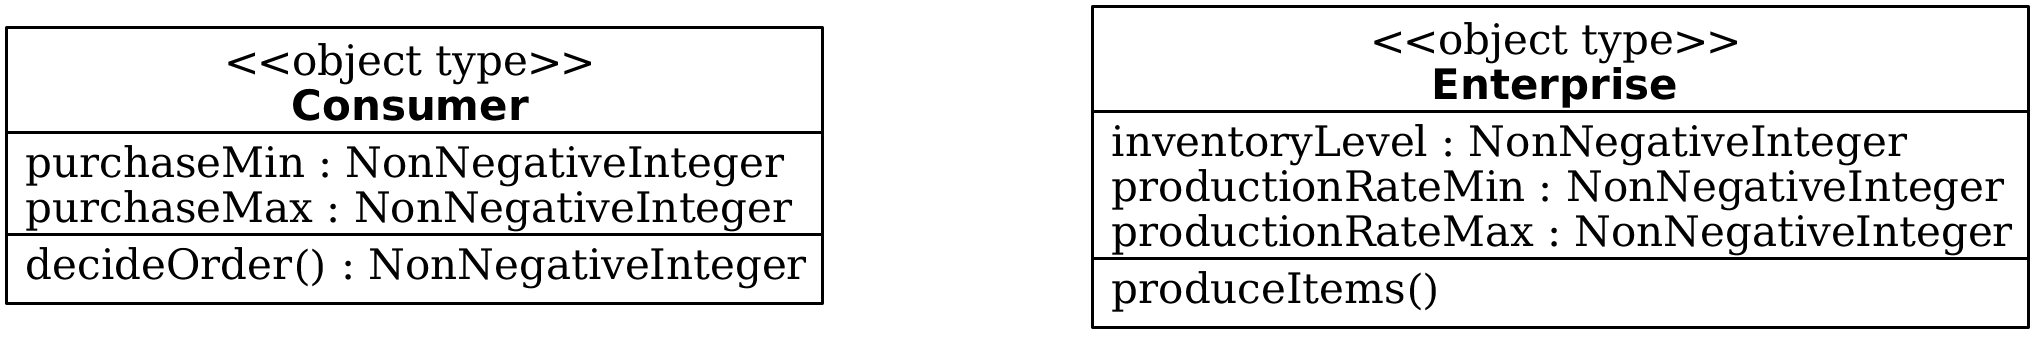 <<object type>>
Consumer
purchaseMin : NonNegativeInteger
purchaseMax : NonNegativeInteger
decideOrder() : NonNegativeInteger
<<object type>>
Enterprise
inventoryLevel : NonNegativeInteger
productionRateMin : NonNegativeInteger
productionRateMax : NonNegativeInteger
produceItems()